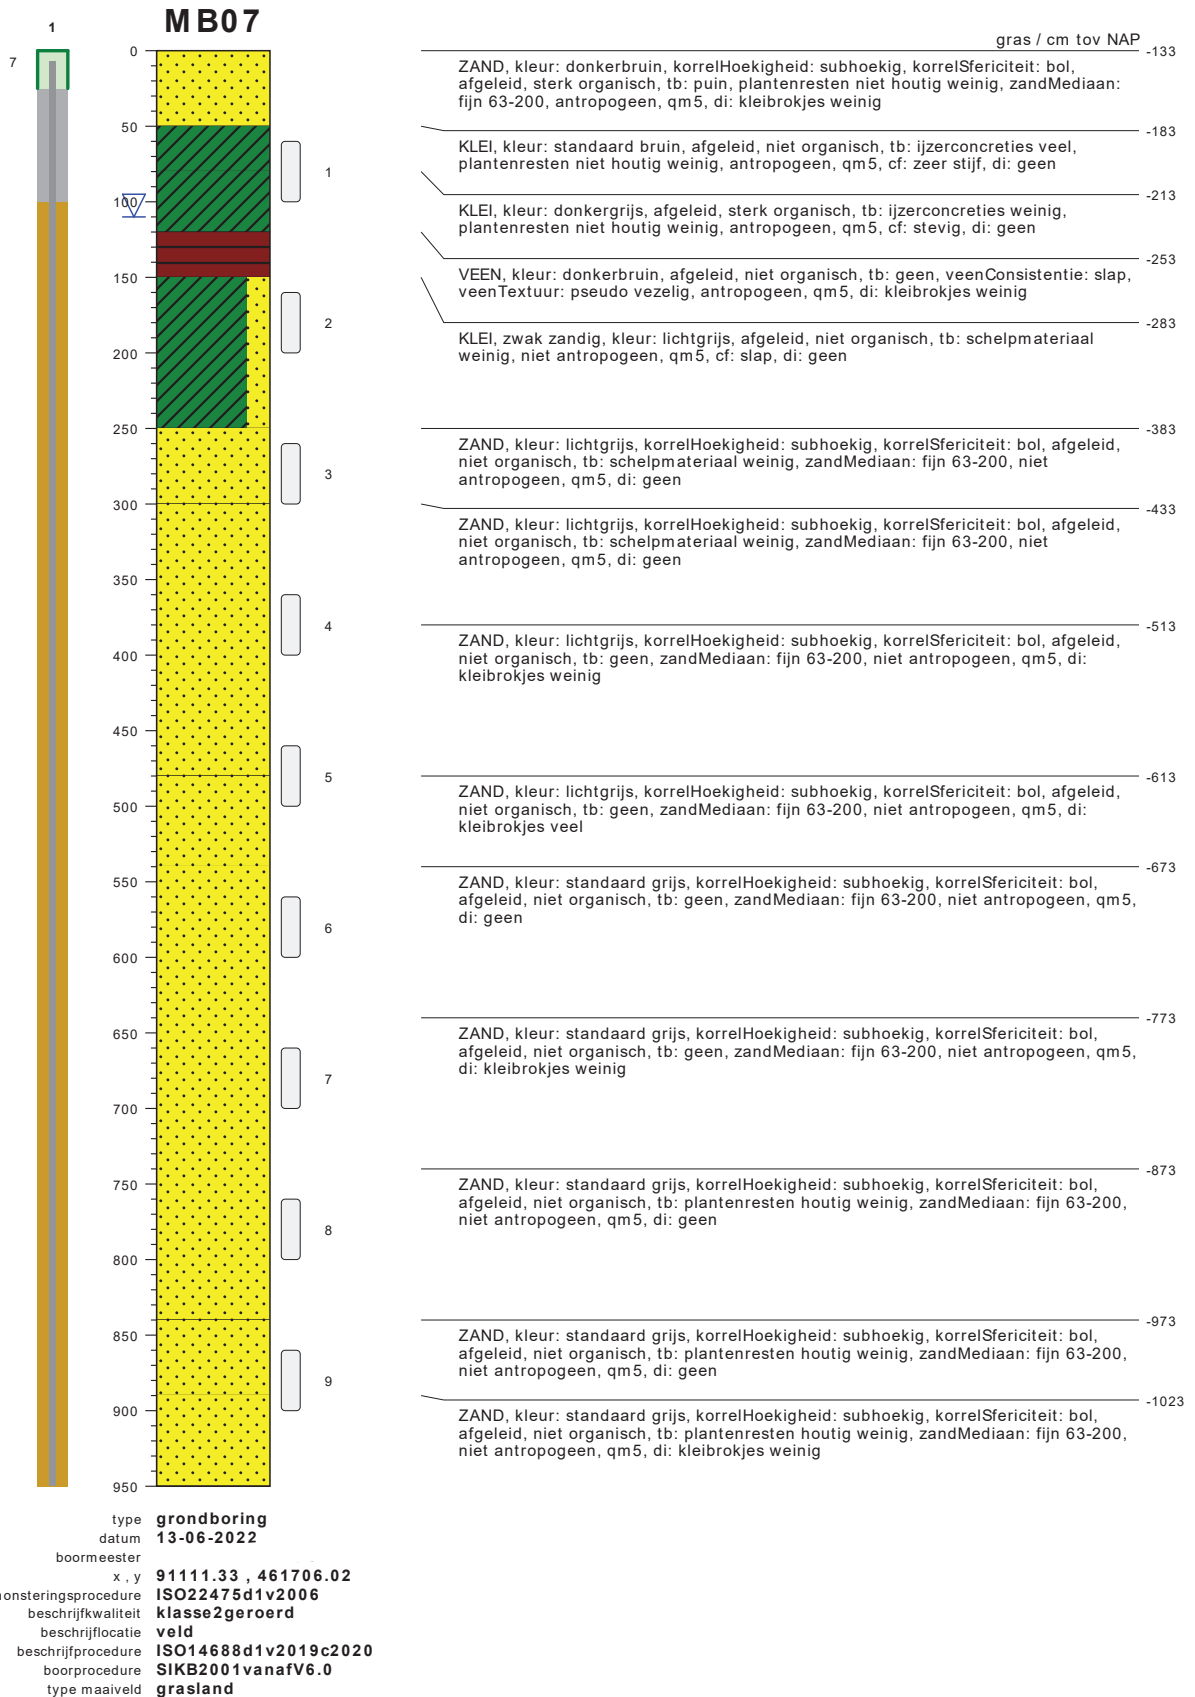 1
MB07
7
gras / cm tov NAP
0
-133
ZAND, kleur: donkerbruin, korrelHoekigheid: subhoekig, korrelSfericiteit: bol,
afgeleid, sterk organisch, tb: puin, plantenresten niet houtig weinig, zandMediaan:
fijn 63-200, antropogeen, qm5, di: kleibrokjes weinig
50
-183
KLEI, kleur: standaard bruin, afgeleid, niet organisch, tb: ijzerconcreties veel,
plantenresten niet houtig weinig, antropogeen, qm5, cf: zeer stijf, di: geen
1
-213
100
KLEI, kleur: donkergrijs, afgeleid, sterk organisch, tb: ijzerconcreties weinig,
plantenresten niet houtig weinig, antropogeen, qm5, cf: stevig, di: geen
-253
150
VEEN, kleur: donkerbruin, afgeleid, niet organisch, tb: geen, veenConsistentie: slap,
veenTextuur: pseudo vezelig, antropogeen, qm5, di: kleibrokjes weinig
2
-283
200
KLEI, zwak zandig, kleur: lichtgrijs, afgeleid, niet organisch, tb: schelpmateriaal
weinig, niet antropogeen, qm5, cf: slap, di: geen
250
-383
ZAND, kleur: lichtgrijs, korrelHoekigheid: subhoekig, korrelSfericiteit: bol, afgeleid,
niet organisch, tb: schelpmateriaal weinig, zandMediaan: fijn 63-200, niet
antropogeen, qm5, di: geen
3
300
-433
ZAND, kleur: lichtgrijs, korrelHoekigheid: subhoekig, korrelSfericiteit: bol, afgeleid,
niet organisch, tb: schelpmateriaal weinig, zandMediaan: fijn 63-200, niet
antropogeen, qm5, di: geen
350
4
-513
400
ZAND, kleur: lichtgrijs, korrelHoekigheid: subhoekig, korrelSfericiteit: bol, afgeleid,
niet organisch, tb: geen, zandMediaan: fijn 63-200, niet antropogeen, qm5, di:
kleibrokjes weinig
450
5
-613
500
ZAND, kleur: lichtgrijs, korrelHoekigheid: subhoekig, korrelSfericiteit: bol, afgeleid,
niet organisch, tb: geen, zandMediaan: fijn 63-200, niet antropogeen, qm5, di:
kleibrokjes veel
-673
550
ZAND, kleur: standaard grijs, korrelHoekigheid: subhoekig, korrelSfericiteit: bol,
afgeleid, niet organisch, tb: geen, zandMediaan: fijn 63-200, niet antropogeen, qm5,
di: geen
6
600
-773
650
ZAND, kleur: standaard grijs, korrelHoekigheid: subhoekig, korrelSfericiteit: bol,
afgeleid, niet organisch, tb: geen, zandMediaan: fijn 63-200, niet antropogeen, qm5,
di: kleibrokjes weinig
7
700
-873
750
ZAND, kleur: standaard grijs, korrelHoekigheid: subhoekig, korrelSfericiteit: bol,
afgeleid, niet organisch, tb: plantenresten houtig weinig, zandMediaan: fijn 63-200,
niet antropogeen, qm5, di: geen
8
800
-973
850
ZAND, kleur: standaard grijs, korrelHoekigheid: subhoekig, korrelSfericiteit: bol,
afgeleid, niet organisch, tb: plantenresten houtig weinig, zandMediaan: fijn 63-200,
niet antropogeen, qm5, di: geen
9
-1023
900
ZAND, kleur: standaard grijs, korrelHoekigheid: subhoekig, korrelSfericiteit: bol,
afgeleid, niet organisch, tb: plantenresten houtig weinig, zandMediaan: fijn 63-200,
niet antropogeen, qm5, di: kleibrokjes weinig
950
type grondboring
datum 13-06-2022
boormeester
x , y 91111.33 , 461706.02
onsteringsprocedure ISO22475d1v2006
beschrijfkwaliteit klasse2geroerd
beschrijflocatie veld
beschrijfprocedure ISO14688d1v2019c2020
boorprocedure SIKB2001vanafV6.0
type maaiveld grasland